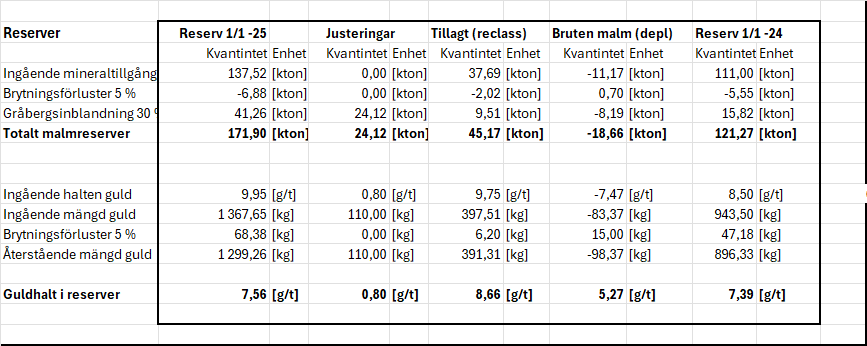 Reserver Reserv 1/1 -25 Justeringar Tillagt (reclass) Bruten malm (depl) Reserv 1/1 -24
Kvantintet Enhet Kvantintet Enhet Kvantintet Enhet Kvantintet Enhet Kvantintet Enhet
Ingående mineraltillgång 137,52 [kton] 0,00 [kton] 37,69 [kton] -11,17 [kton] 111,00 [kton]
Brytningsförluster 5 % -6,88 [kton] 0,00 [kton] -2,02 [kton] 0,70 [kton] -5,55 [kton]
Gråbergsinblandning 30 % 41,26 [kton] 24,12 [kton] 9,51 [kton] -8,19 [kton] 15,82 [kton]
Totalt malmreserver 171,90 [kton] 24,12 [kton] 45,17 [kton] -18,66 [kton] 121,27 [kton]
Ingående halten guld 9,95 [g/t] 0,80 [g/t] 9,75 [g/t] -7,47 [g/t] 8,50 [g/t]
Ingående mängd guld 1 367,65 [kg] 110,00 [kg] 397,51 [kg] -83,37 [kg] 943,50 [kg]
Brytningsförluster 5 % 68,38 [kg] 0,00 [kg] 6,20 [kg] 15,00 [kg] 47,18 [kg]
Återstående mängd guld 1 299,26 [kg] 110,00 [kg] 391,31 [kg] -98,37 [kg] 896,33 [kg]
Guldhalt i reserver 7,56 [g/t] 0,80 [g/t] 8,66 [g/t] 5,27 [g/t] 7,39 [g/t]